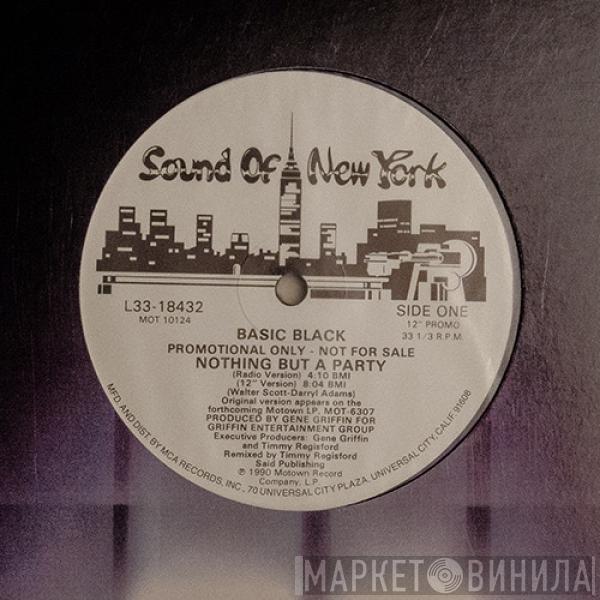 Sound Of New York
L33-18432
MOT 10124
SIDE ONE
12" PROMO
33 1/3 R.P.M.
BASIC BLACK
PROMOTIONAL ONLY - NOT FOR SALE
NOTHING BUT A PARTY
(Radio Version) 4:10 BMI
(12" Version) 8:04 BMI
(Walter Scott-Darryl Adams)
Original version appears on the
forthcoming Motown LP. MOT-6307
PRODUCED BY GENE GRIFFIN FOR
GRIFFIN ENTERTAINMENT GROUP
Executive Producers: Gene Griffin
and Timmy Regisford
Remixed by Timmy Regisford
Said Publishing
℗ 1990 Motown Record
Company, L.P.
MFD. AND DIST. BY MCA RECORDS, INC., 70 UNIVERSAL CITY PLAZA, UNIVERSAL CITY, CALIF. 91608
МАРКЕТ ВИНИЛА